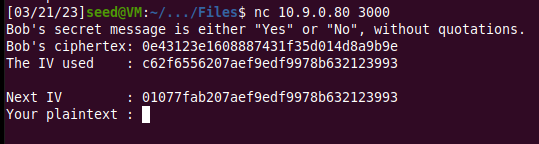 [03/21/23]seed@VM:~/.../Files$ nc 10.9.0.80 3000
Bob's secret message is either "Yes" or "No", without quotations.
Bob's ciphertex: 0e43123e1608887431f35d014d8a9b9e
The IV used    : c62f6556207aef9edf9978b632123993
Next IV        : 01077fab207aef9edf9978b632123993
Your plaintext :